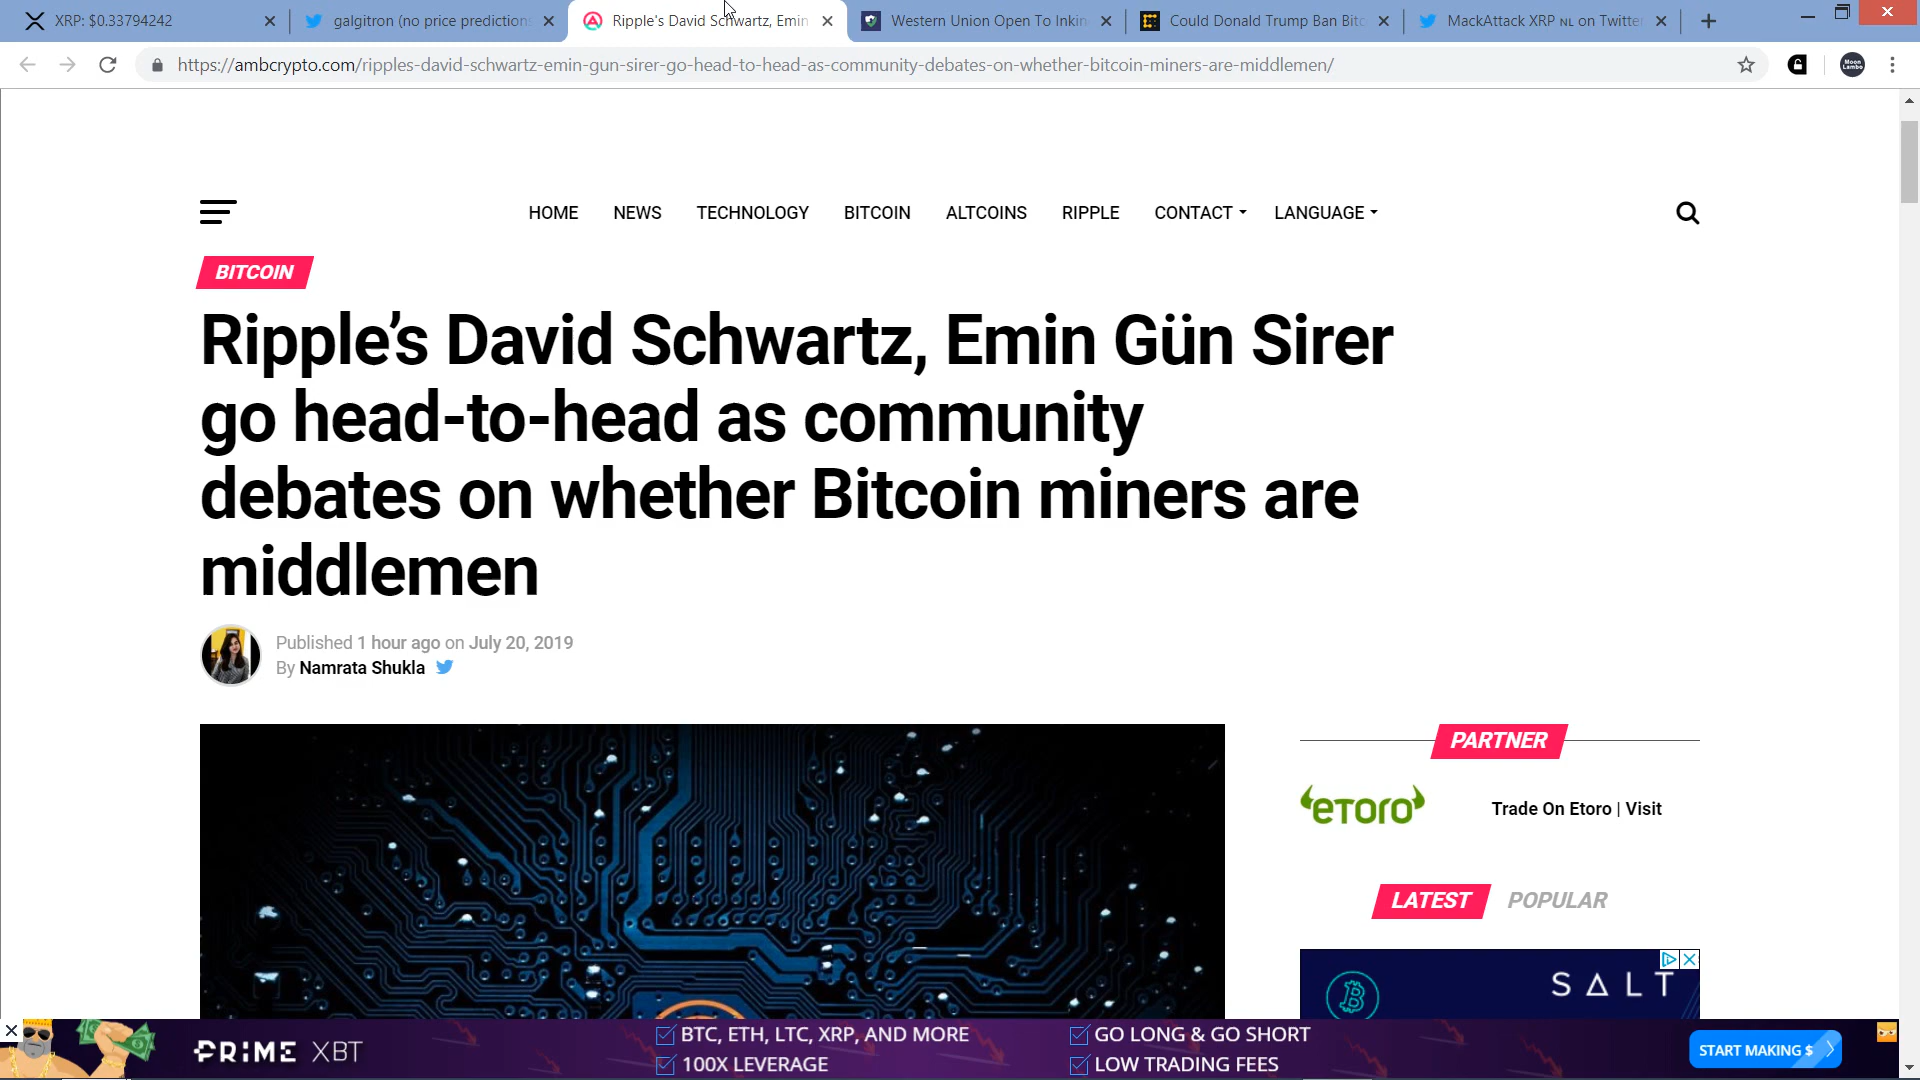 XRP: $0.33794242
galgitron (no price prediction
Ripple's David Schwartz, Emin
Western Union Open To Inkin
Could Donald Trump Ban Bitc
MackAttack XRP NL on Twitte
https://ambcrypto.com/ripples-david-schwartz-emin-gun-sirer-go-head-to-head-as-community-debates-on-whether-bitcoin-miners-are-middlemen/
Moon
Lambo
HOME NEWS TECHNOLOGY BITCOIN ALTCOINS RIPPLE CONTACT LANGUAGE
BITCOIN
Ripple’s David Schwartz, Emin Gün Sirer
go head-to-head as community
debates on whether Bitcoin miners are
middlemen
Published 1 hour ago on July 20, 2019
By Namrata Shukla
PARTNER
etoro
Trade On Etoro | Visit
LATEST POPULAR
SALT
PRIME XBT
BTC, ETH, LTC, XRP, AND MORE
100X LEVERAGE
GO LONG & GO SHORT
LOW TRADING FEES
START MAKING $